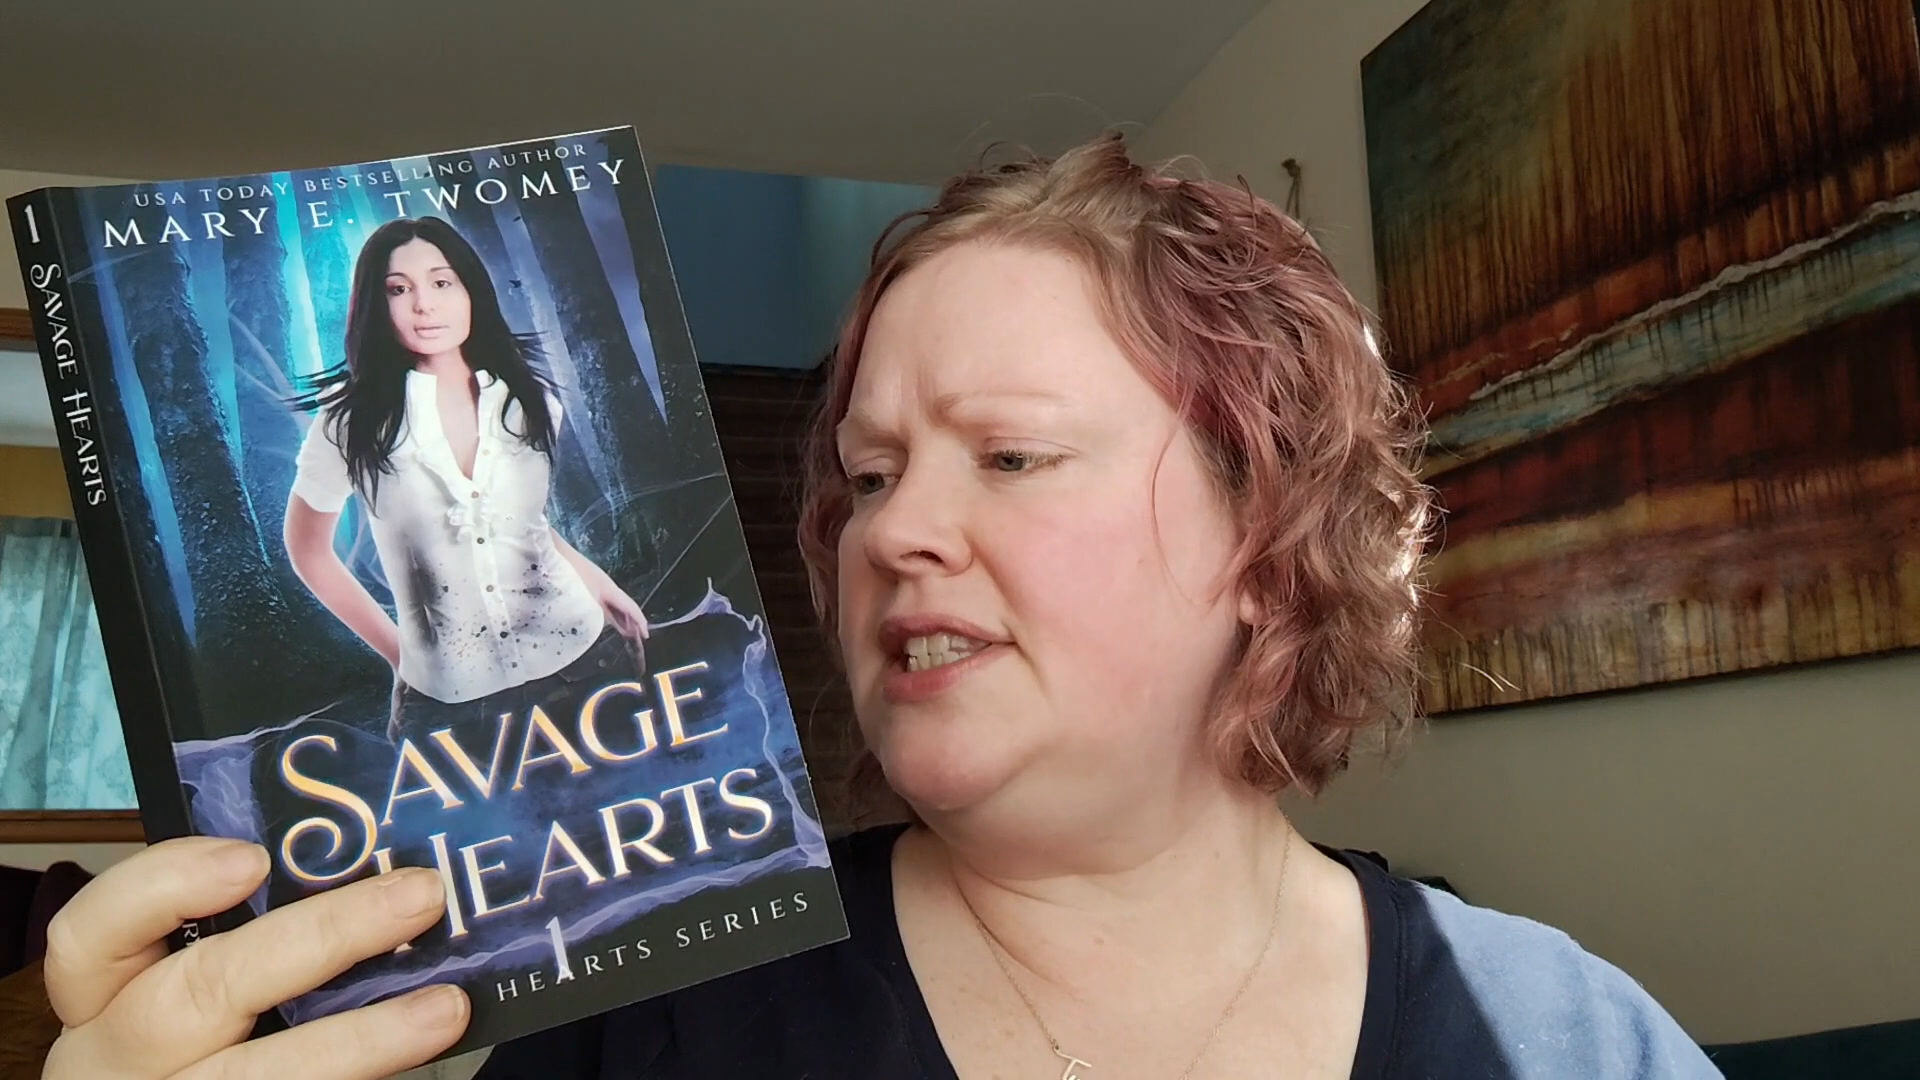 USA TODAY BESTSELLING AUTHOR
MARY E. TWOMEY
SAVAGE
HEARTS
1
HEARTS SERIES
1
SAVAGE HEARTS